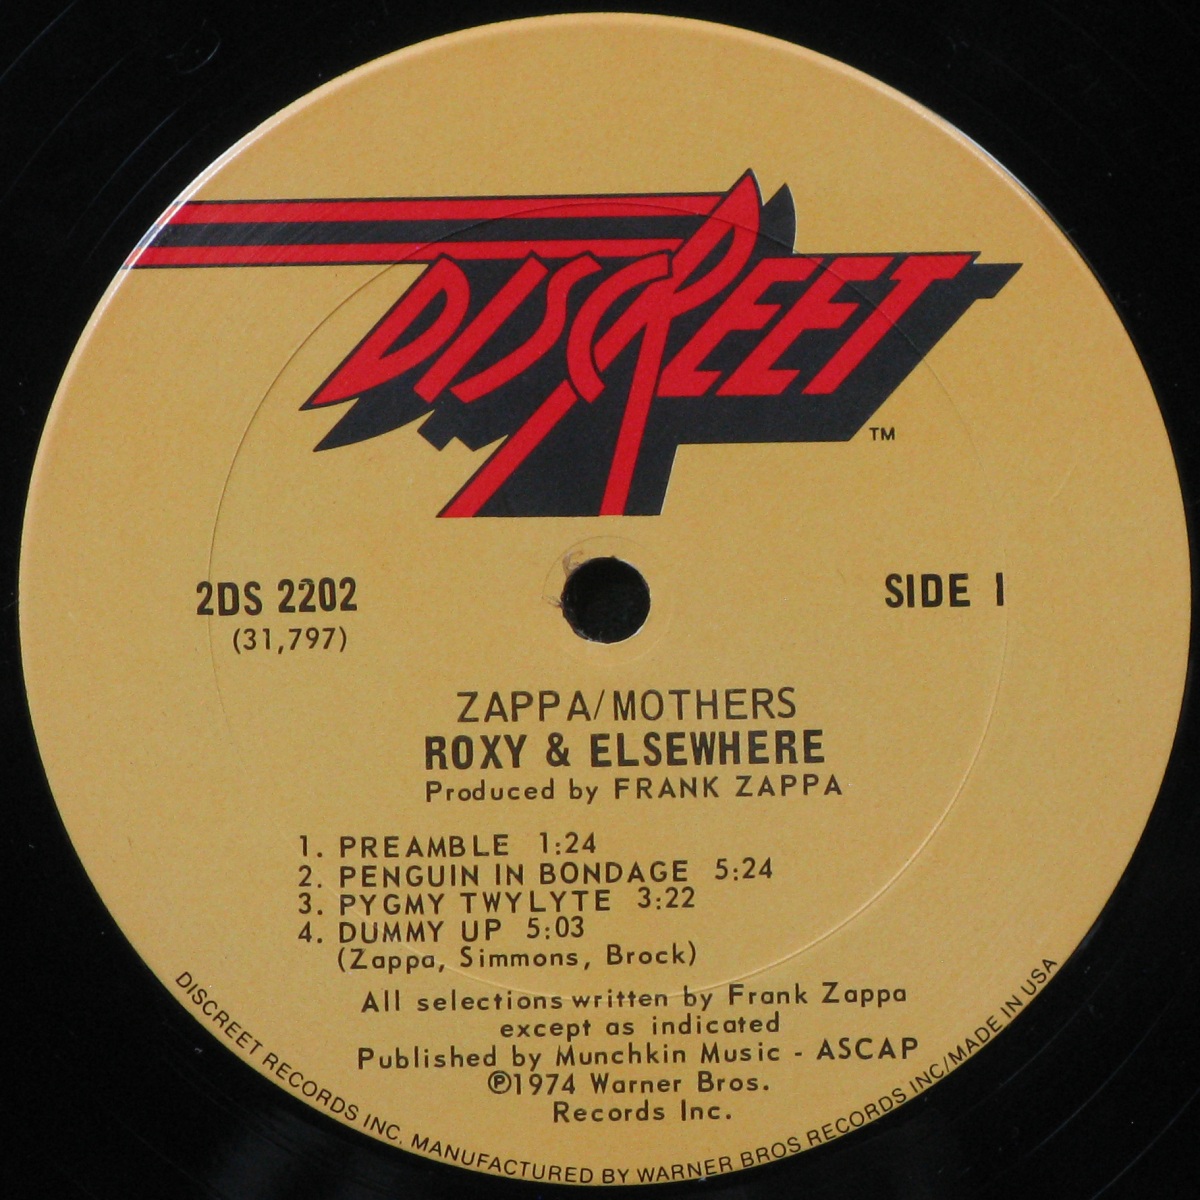 DISCREET
TM
2DS 2202
(31,797)
SIDE 1
ZAPPA/MOTHERS
ROXY & ELSEWHERE
Produced by FRANK ZAPPA
1. PREAMBLE 1:24
2. PENGUIN IN BONDAGE 5:24
3. PYGMY TWYLYTE 3:22
4. DUMMY UP 5:03
(Zappa, Simmons, Brock)
All selections written by Frank Zappa
except as indicated
Published by Munchkin Music - ASCAP
℗1974 Warner Bros.
Records Inc.
DISCREET RECORDS INC. MANUFACTURED BY WARNER BROS RECORDS INC/MADE IN USA